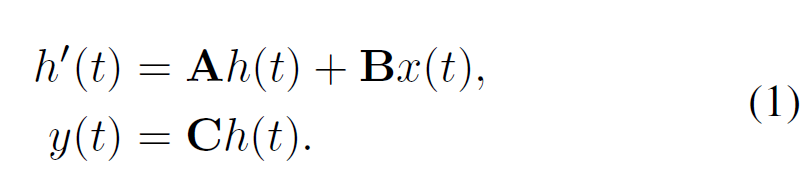 h′(t) = Ah(t) + Bx(t),
y(t) = Ch(t).
(1)